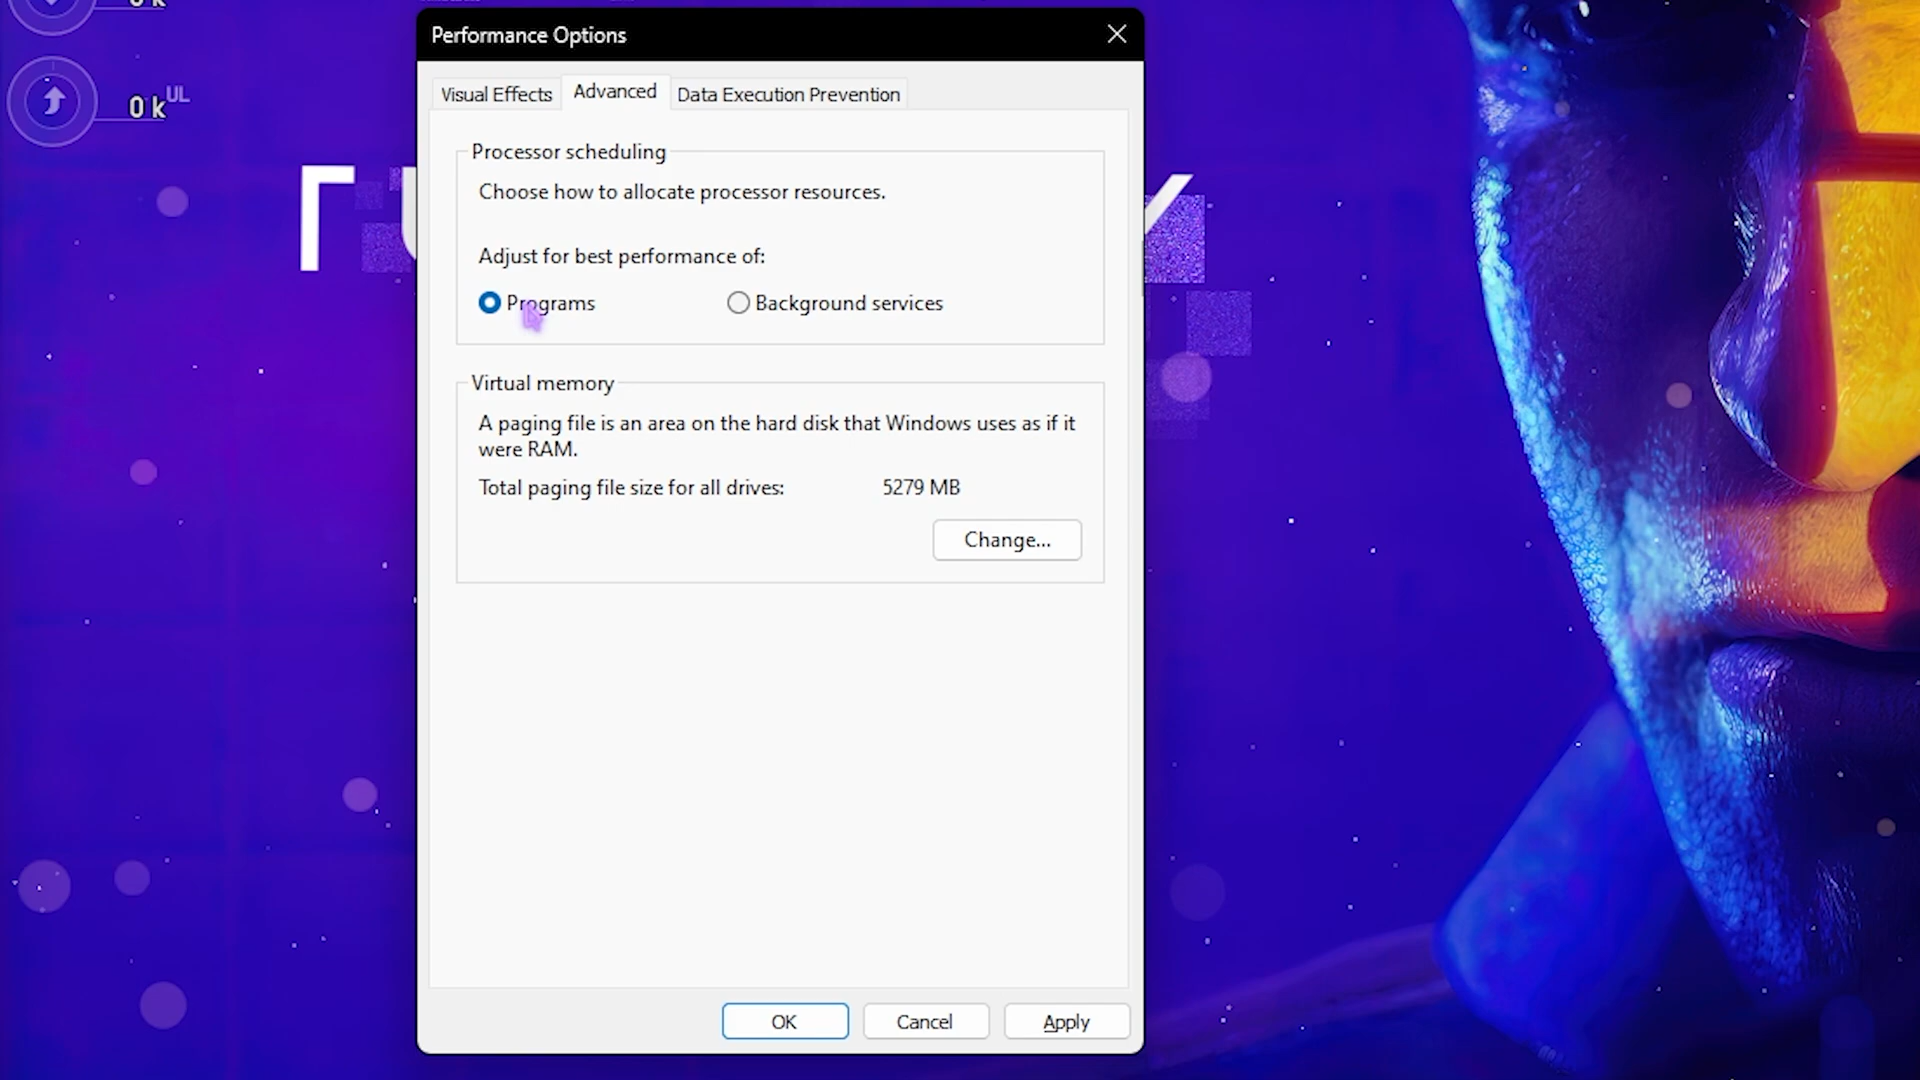 Performance Options
0 k
UL
0 k
Visual Effects
Advanced
Data Execution Prevention
Processor scheduling
Choose how to allocate processor resources.
Adjust for best performance of:
Programs
Background services
Virtual memory
A paging file is an area on the hard disk that Windows uses as if it
were RAM.
Total paging file size for all drives:
5279 MB
Change...
OK
Cancel
Apply